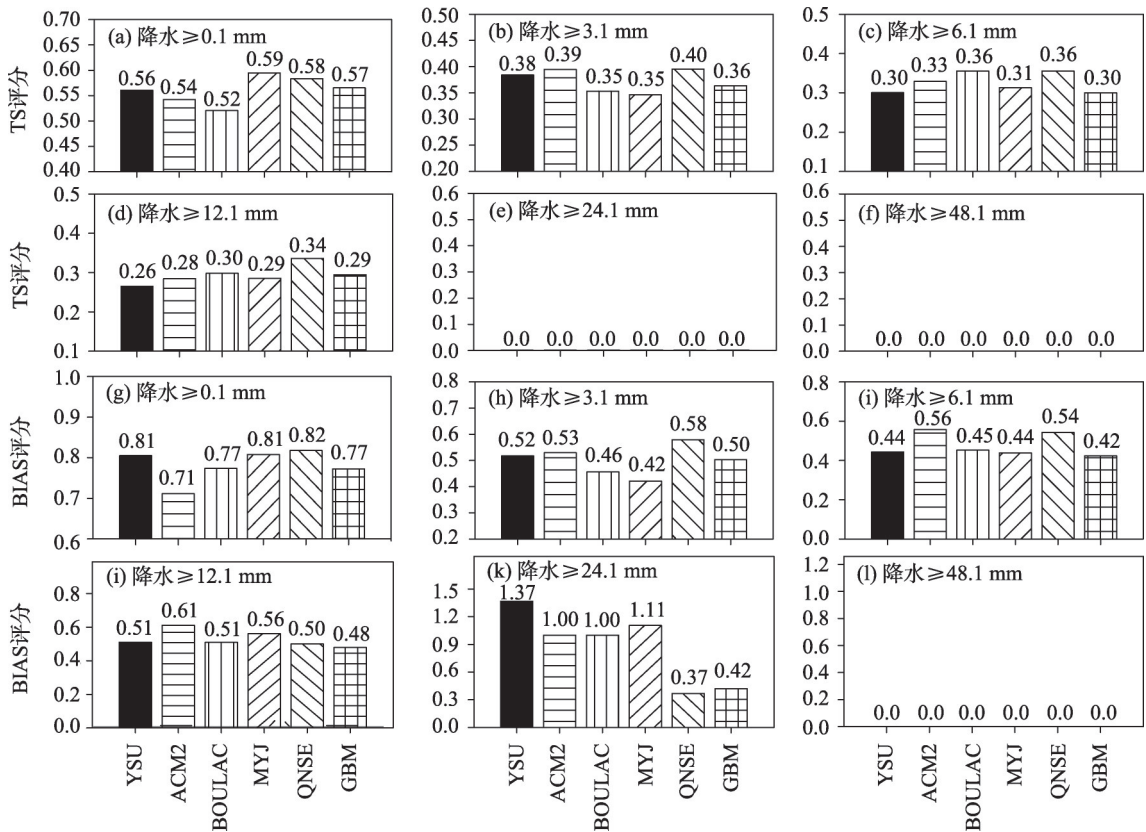 TS评分
0.70
0.65
0.60
0.55
0.50
0.45
0.40
(a) 降水≥0.1 mm
0.56 0.54 0.52 0.59 0.58 0.57
0.50
0.45
0.40
0.35
0.30
0.25
0.20
(b) 降水≥3.1 mm
0.38 0.39 0.35 0.35 0.40 0.36
0.5
0.4
0.3
0.2
0.1
(c) 降水≥6.1 mm
0.30 0.33 0.36 0.31 0.36 0.30
TS评分
0.5
0.4
0.3
0.2
0.1
(d) 降水≥12.1 mm
0.26 0.28 0.30 0.29 0.34 0.29
0.6
0.5
0.4
0.3
0.2
0.1
0.0
(e) 降水≥24.1 mm
0.0 0.0 0.0 0.0 0.0 0.0
0.6
0.5
0.4
0.3
0.2
0.1
0.0
(f) 降水≥48.1 mm
0.0 0.0 0.0 0.0 0.0 0.0
BIAS评分
1.0
0.9
0.8
0.7
0.6
(g) 降水≥0.1 mm
0.81 0.71 0.77 0.81 0.82 0.77
0.8
0.7
0.6
0.5
0.4
0.3
0.2
(h) 降水≥3.1 mm
0.52 0.53 0.46 0.42 0.58 0.50
0.8
0.6
0.4
0.2
0.0
(i) 降水≥6.1 mm
0.44 0.56 0.45 0.44 0.54 0.42
BIAS评分
0.8
0.6
0.4
0.2
0.0
(i) 降水≥12.1 mm
0.51 0.61 0.51 0.56 0.50 0.48
YSU
ACM2
BOULAC
MYJ
QNSE
GBM
1.5
1.2
0.9
0.6
0.3
0.0
(k) 降水≥24.1 mm
1.37 1.00 1.00 1.11 0.37 0.42
YSU
ACM2
BOULAC
MYJ
QNSE
GBM
1.2
1.0
0.8
0.6
0.4
0.2
0.0
(l) 降水≥48.1 mm
0.0 0.0 0.0 0.0 0.0 0.0
YSU
ACM2
BOULAC
MYJ
QNSE
GBM